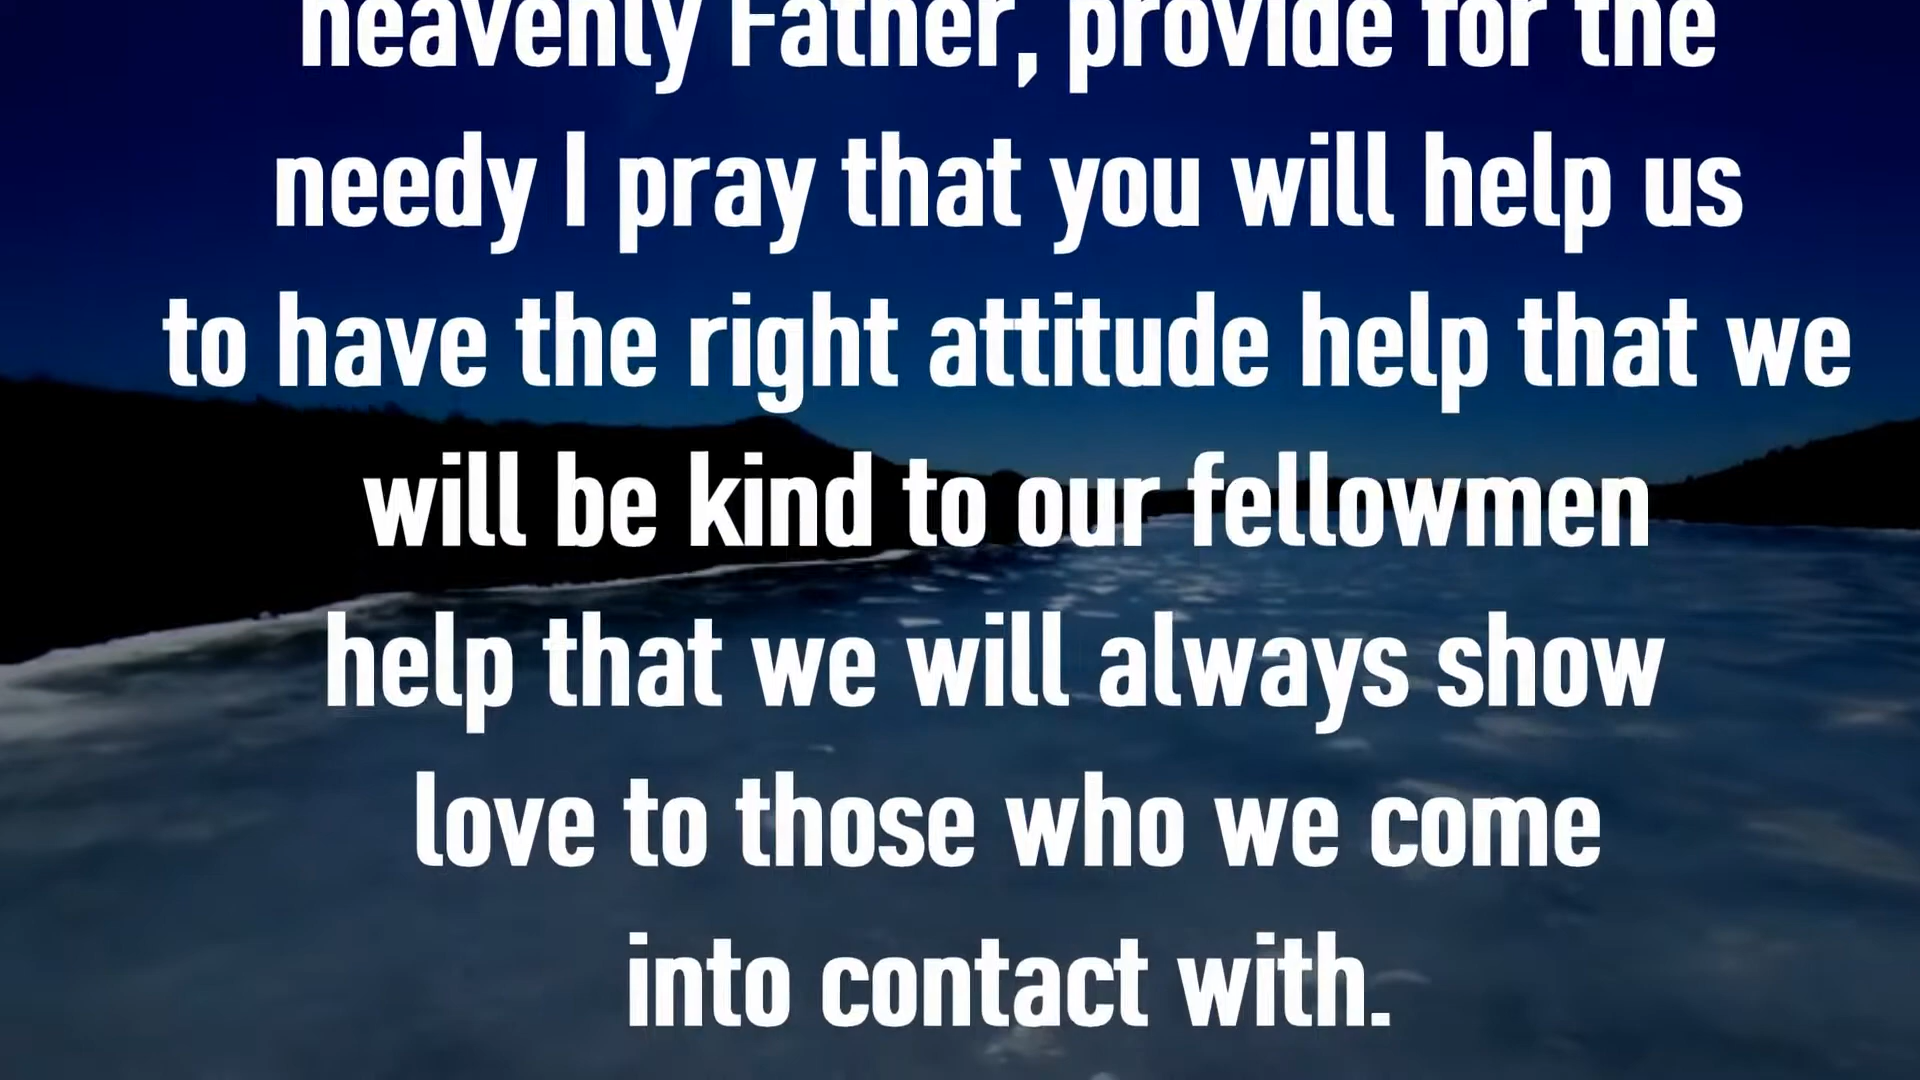 heavenly Father, provide for the
needy I pray that you will help us
to have the right attitude help that we
will be kind to our fellowmen
help that we will always show
love to those who we come
into contact with.